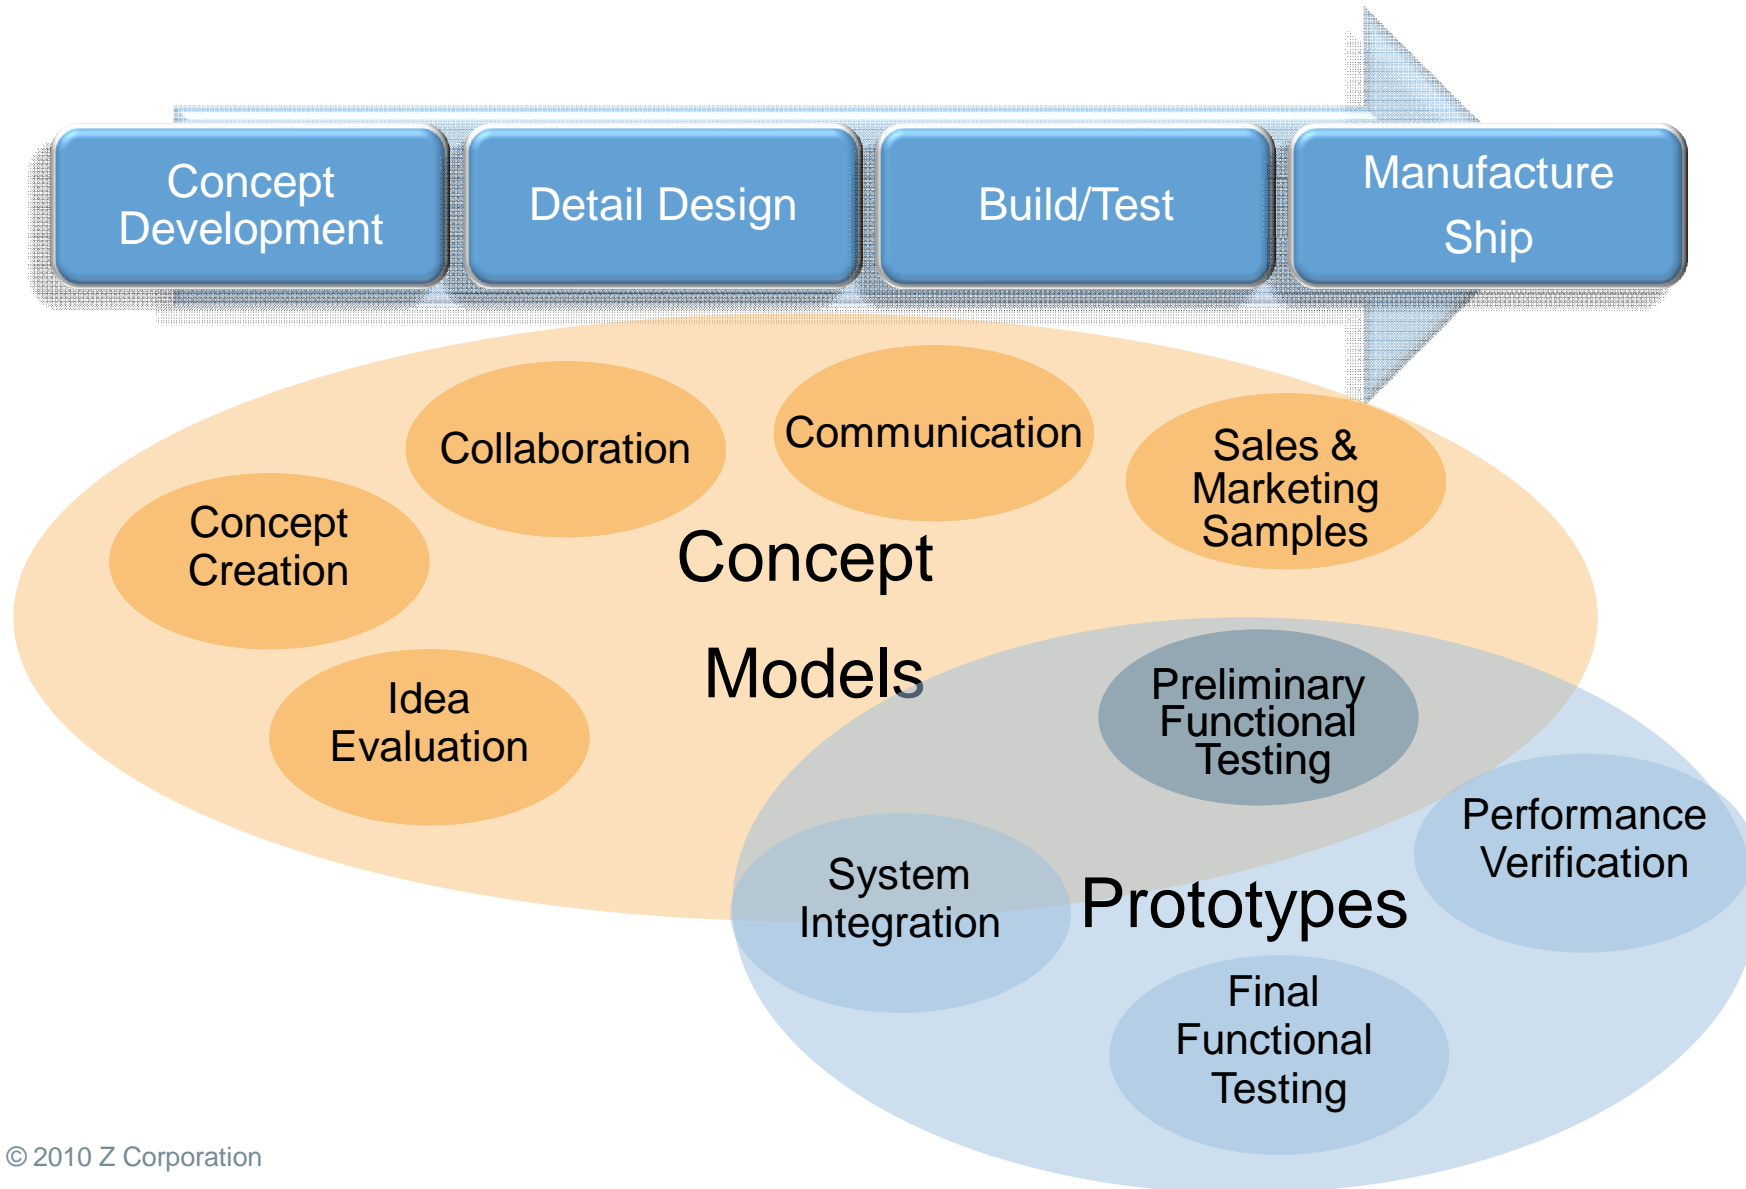 Concept
Development
Detail Design
Build/Test
Manufacture
Ship
Collaboration
Communication
Sales &
Marketing
Samples
Concept
Creation
Concept
Models
Idea
Evaluation
Preliminary
Functional
Testing
Performance
Verification
System
Integration
Prototypes
Final
Functional
Testing
© 2010 Z Corporation